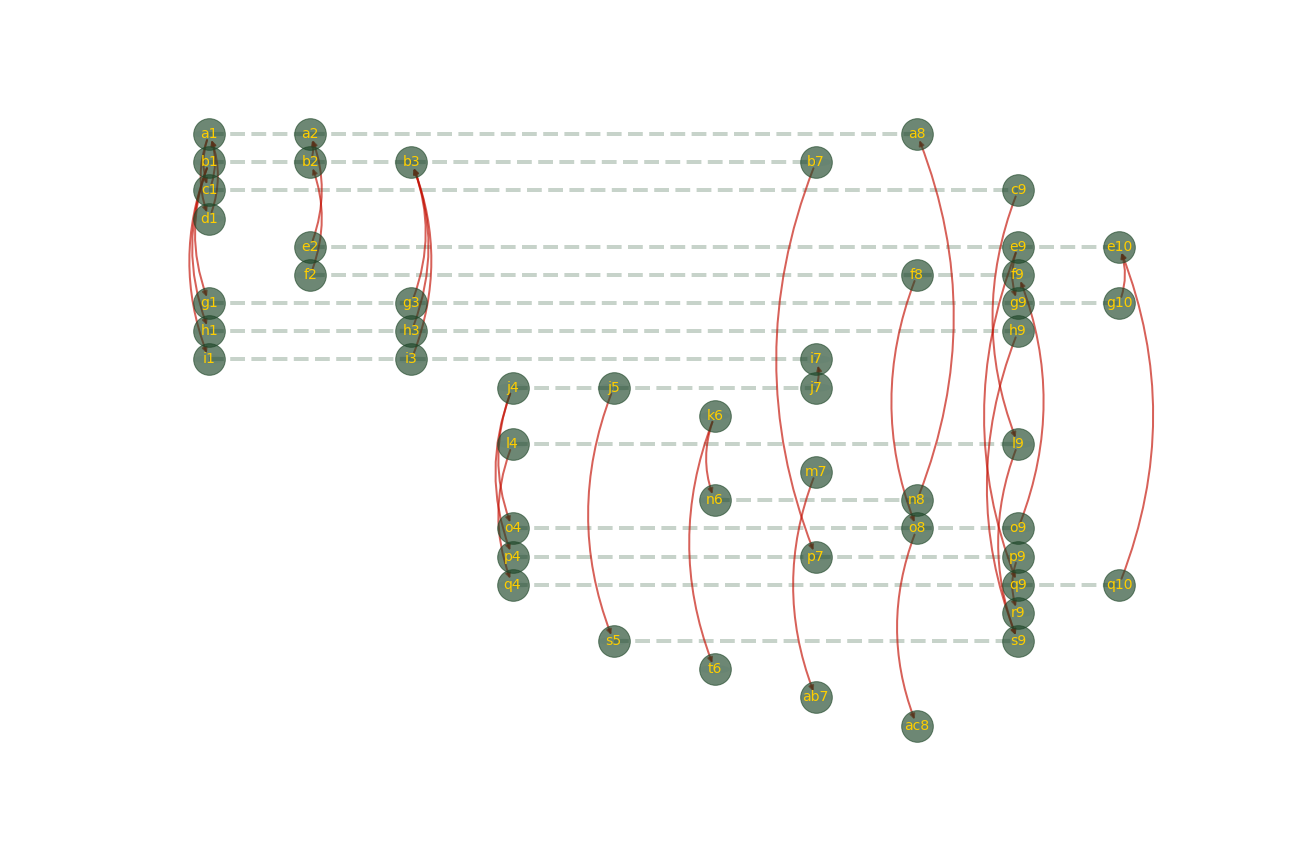 a1 a2 a8
b1 b2 b3 b7
c1 c9
d1
e2 e9 e10
f2 f8 f9
g1 g3 g9 g10
h1 h3 h9
i1 i3 i7
j4 j5 j7
k6
l4 l9
m7
n6 n8
o4 o8 o9
p4 p7 p9
q4 q9 q10
r9
s5 s9
t6
ab7
ac8